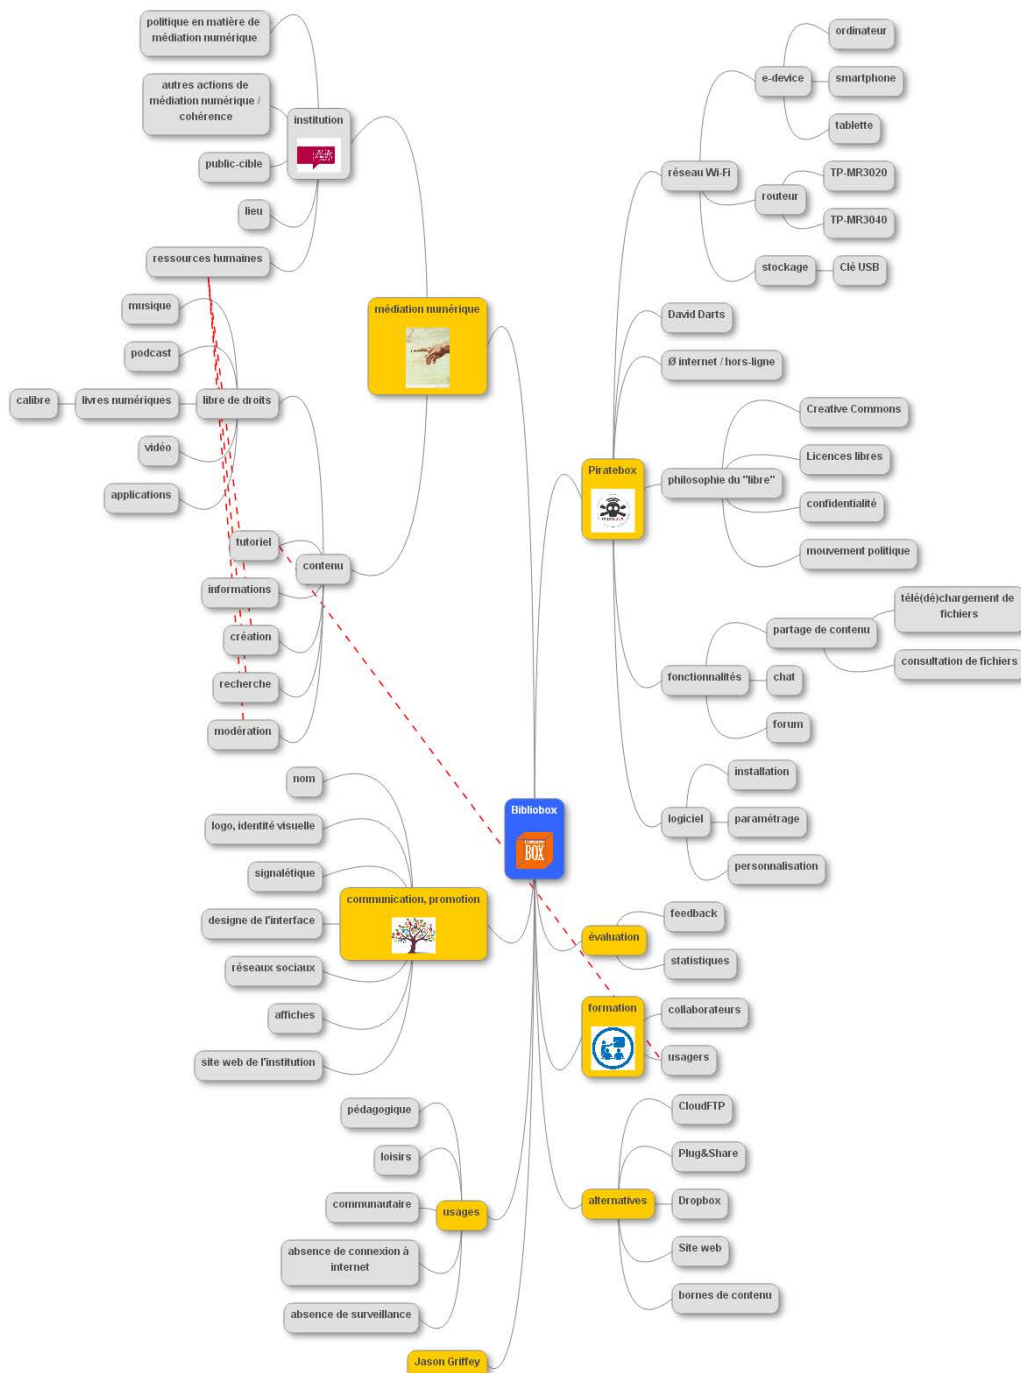 politique en matière de
médiation numérique
autres actions de
médiation numérique /
cohérence
institution
public-cible
lieu
ressources humaines
médiation numérique
musique
podcast
calibre
livres numériques
libre de droits
vidéo
applications
tutoriel
contenu
informations
création
recherche
modération
nom
logo, identité visuelle
signalétique
communication, promotion
designe de l'interface
réseaux sociaux
affiches
site web de l'institution
pédagogique
loisirs
communautaire
usages
absence de connexion à
internet
absence de surveillance
Jason Griffey
Bibliobox
BOX
ordinateur
e-device
smartphone
tablette
réseau Wi-Fi
TP-MR3020
routeur
TP-MR3040
stockage
Clé USB
David Darts
Ø internet / hors-ligne
Creative Commons
Piratebox
Licences libres
philosophie du "libre"
confidentialité
mouvement politique
télé(dé)chargement de
fichiers
partage de contenu
consultation de fichiers
fonctionnalités
chat
forum
installation
logiciel
paramétrage
personnalisation
feedback
évaluation
statistiques
formation
collaborateurs
usagers
CloudFTP
Plug&Share
alternatives
Dropbox
Site web
bornes de contenu